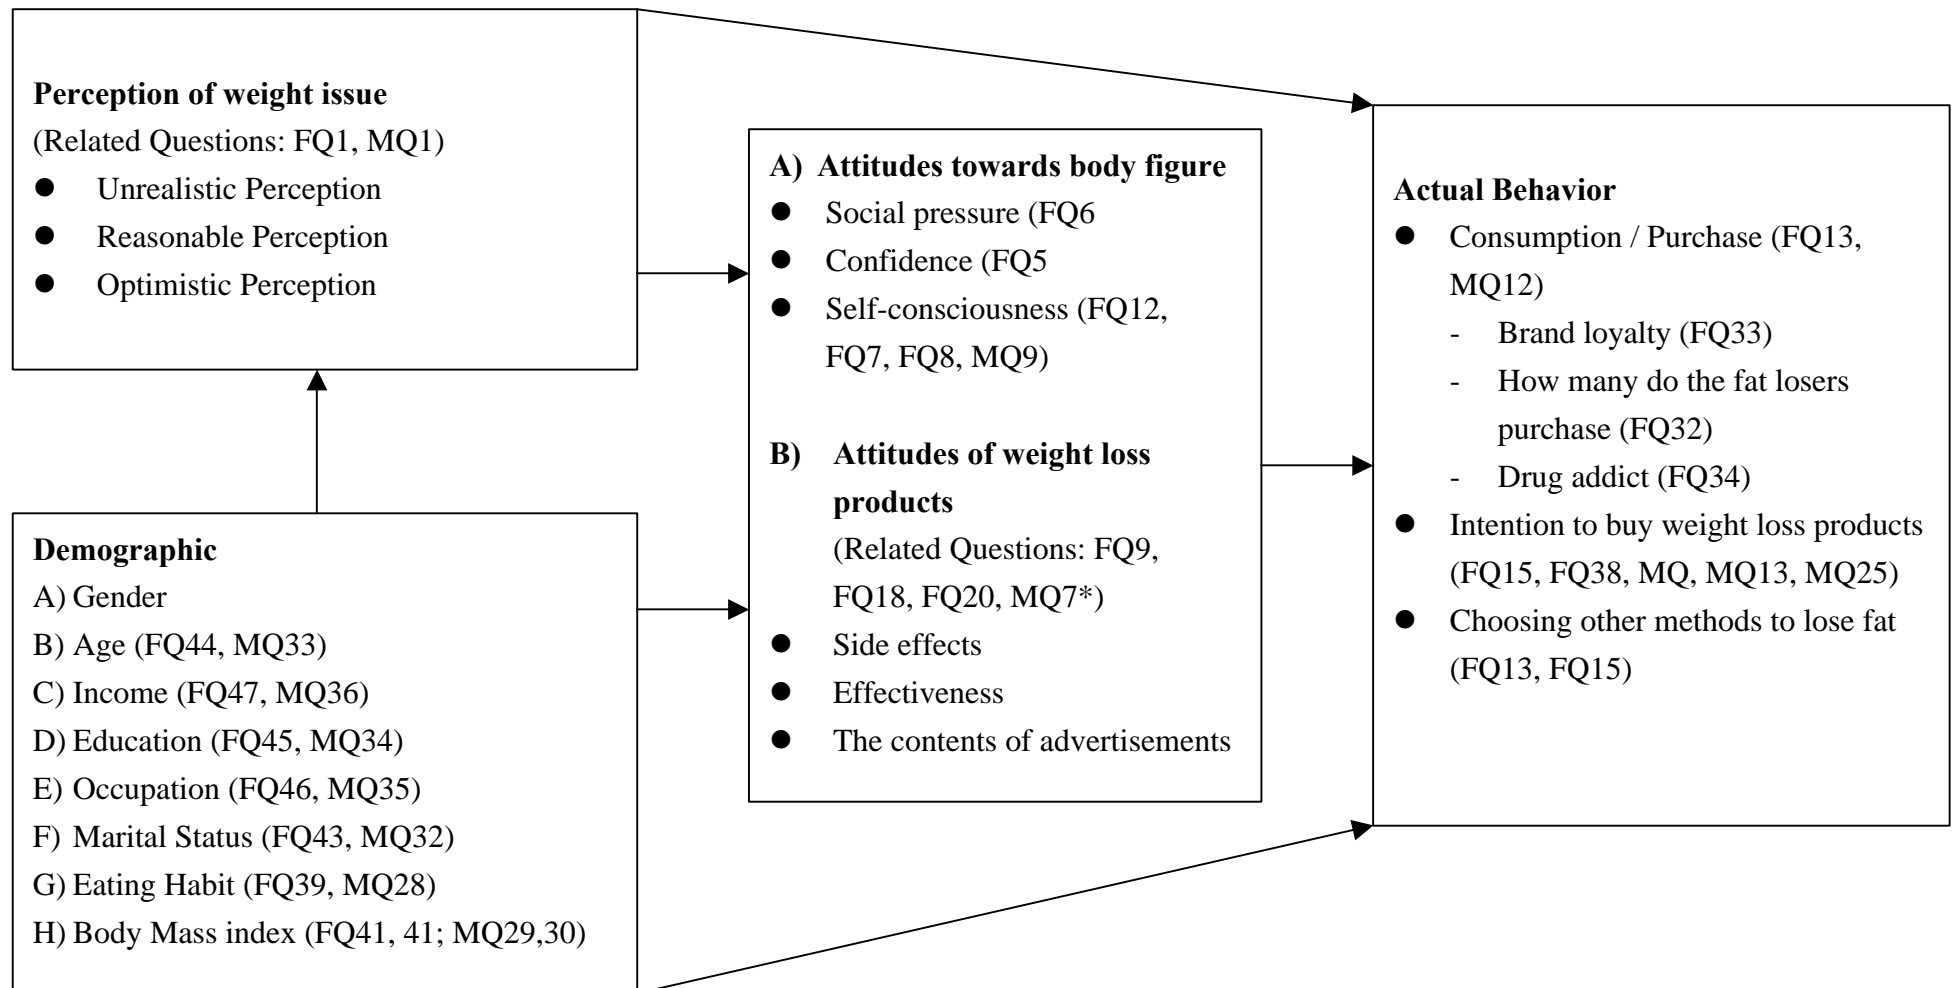 Perception of weight issue
(Related Questions: FQ1, MQ1)
● Unrealistic Perception
● Reasonable Perception
● Optimistic Perception
Demographic
A) Gender
B) Age (FQ44, MQ33)
C) Income (FQ47, MQ36)
D) Education (FQ45, MQ34)
E) Occupation (FQ46, MQ35)
F) Marital Status (FQ43, MQ32)
G) Eating Habit (FQ39, MQ28)
H) Body Mass index (FQ41, 41; MQ29,30)
A) Attitudes towards body figure
● Social pressure (FQ6
● Confidence (FQ5
● Self-consciousness (FQ12,
FQ7, FQ8, MQ9)
B) Attitudes of weight loss
products
(Related Questions: FQ9,
FQ18, FQ20, MQ7*)
● Side effects
● Effectiveness
● The contents of advertisements
Actual Behavior
● Consumption / Purchase (FQ13,
MQ12)
- Brand loyalty (FQ33)
- How many do the fat losers
purchase (FQ32)
- Drug addict (FQ34)
● Intention to buy weight loss products
(FQ15, FQ38, MQ, MQ13, MQ25)
● Choosing other methods to lose fat
(FQ13, FQ15)